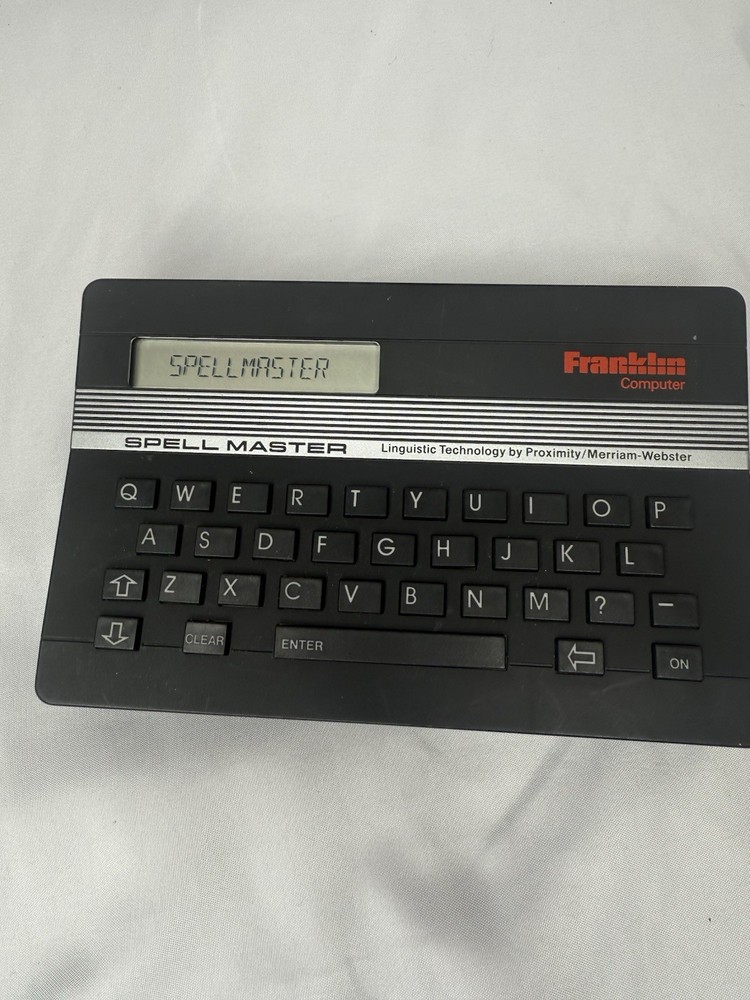 SPELLMASTER
Franklin
Computer
SPELL MASTER Linguistic Technology by Proximity/Merriam-Webster
Q W E R T Y U I O P
A S D F G H J K L
⇧ Z X C V B N M ? –
⇩ CLEAR ENTER ⇦ ON